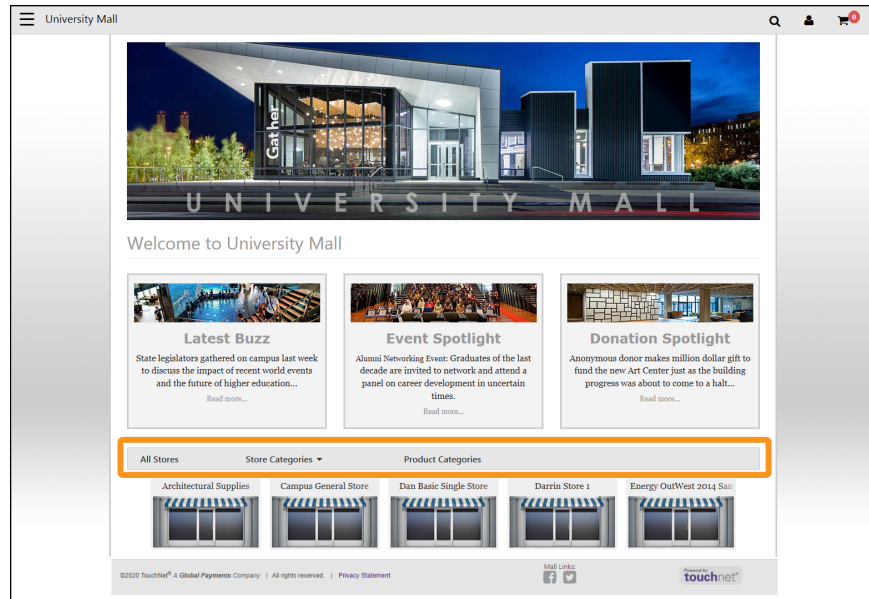 University Mall
0
Gather
UNIVERSITY MALL
Welcome to University Mall
Latest Buzz
State legislators gathered on campus last week
to discuss the impact of recent world events
and the future of higher education...
Read more...
Event Spotlight
Alumni Networking Event: Graduates of the last
decade are invited to network and attend a
panel on career development in uncertain
times.
Read more...
Donation Spotlight
Anonymous donor makes million dollar gift to
fund the new Art Center just as the building
progress was about to come to a halt...
Read more...
All Stores Store Categories Product Categories
Architectural Supplies
Campus General Store
Dan Basic Single Store
Darrin Store 1
Energy OutWest 2014 San
©2020 TouchNet® A Global Payments Company | All rights reserved. | Privacy Statement
Mall Links:
Powered by
touchnet®